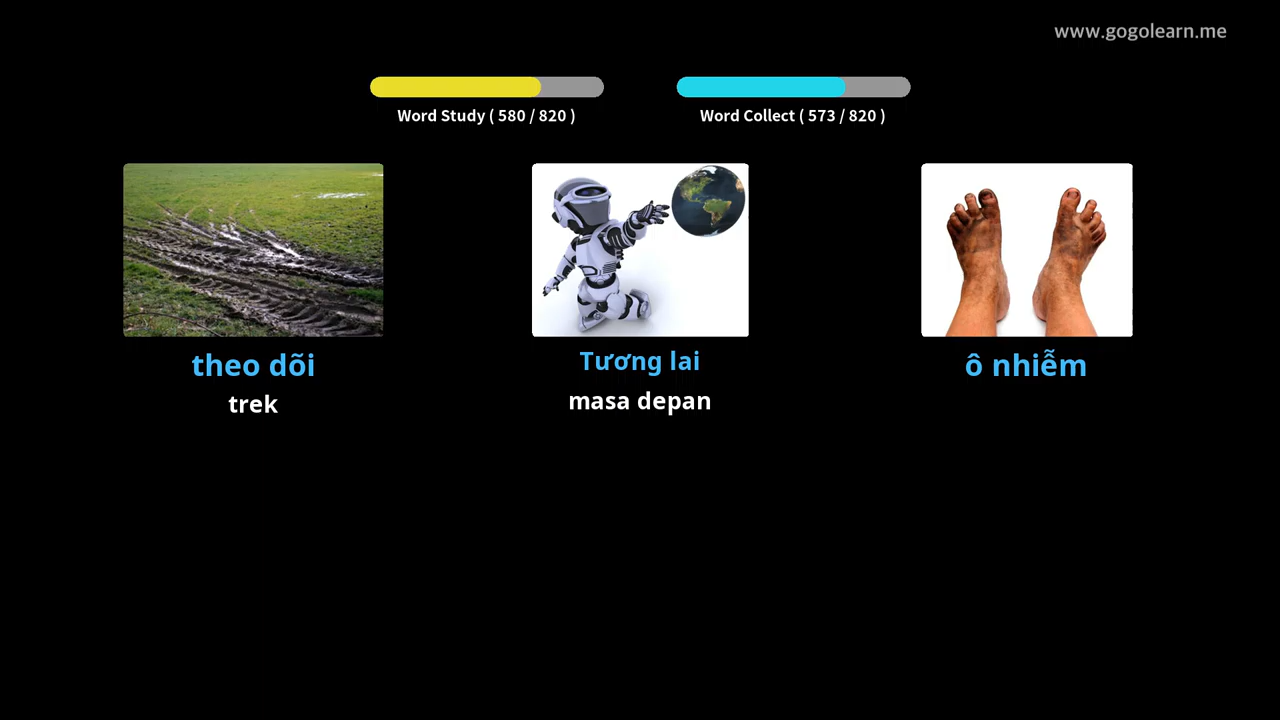 www.gogolearn.me
Word Study ( 580 / 820 )
Word Collect ( 573 / 820 )
theo dõi
trek
Tương lai
masa depan
ô nhiễm